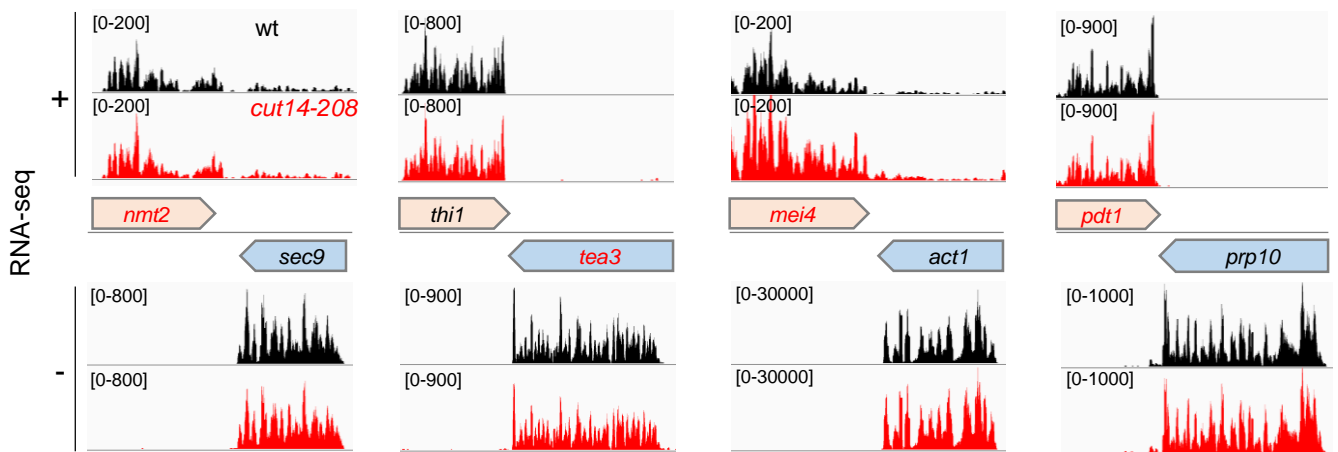 [0-200] wt [0-800] [0-200] [0-900]
+
[0-200] cut14-208 [0-800] [0-200] [0-900]
RNA-seq
nmt2 thi1 mei4 pdt1
sec9 tea3 act1 prp10
[0-800] [0-900] [0-30000] [0-1000]
-
[0-800] [0-900] [0-30000] [0-1000]